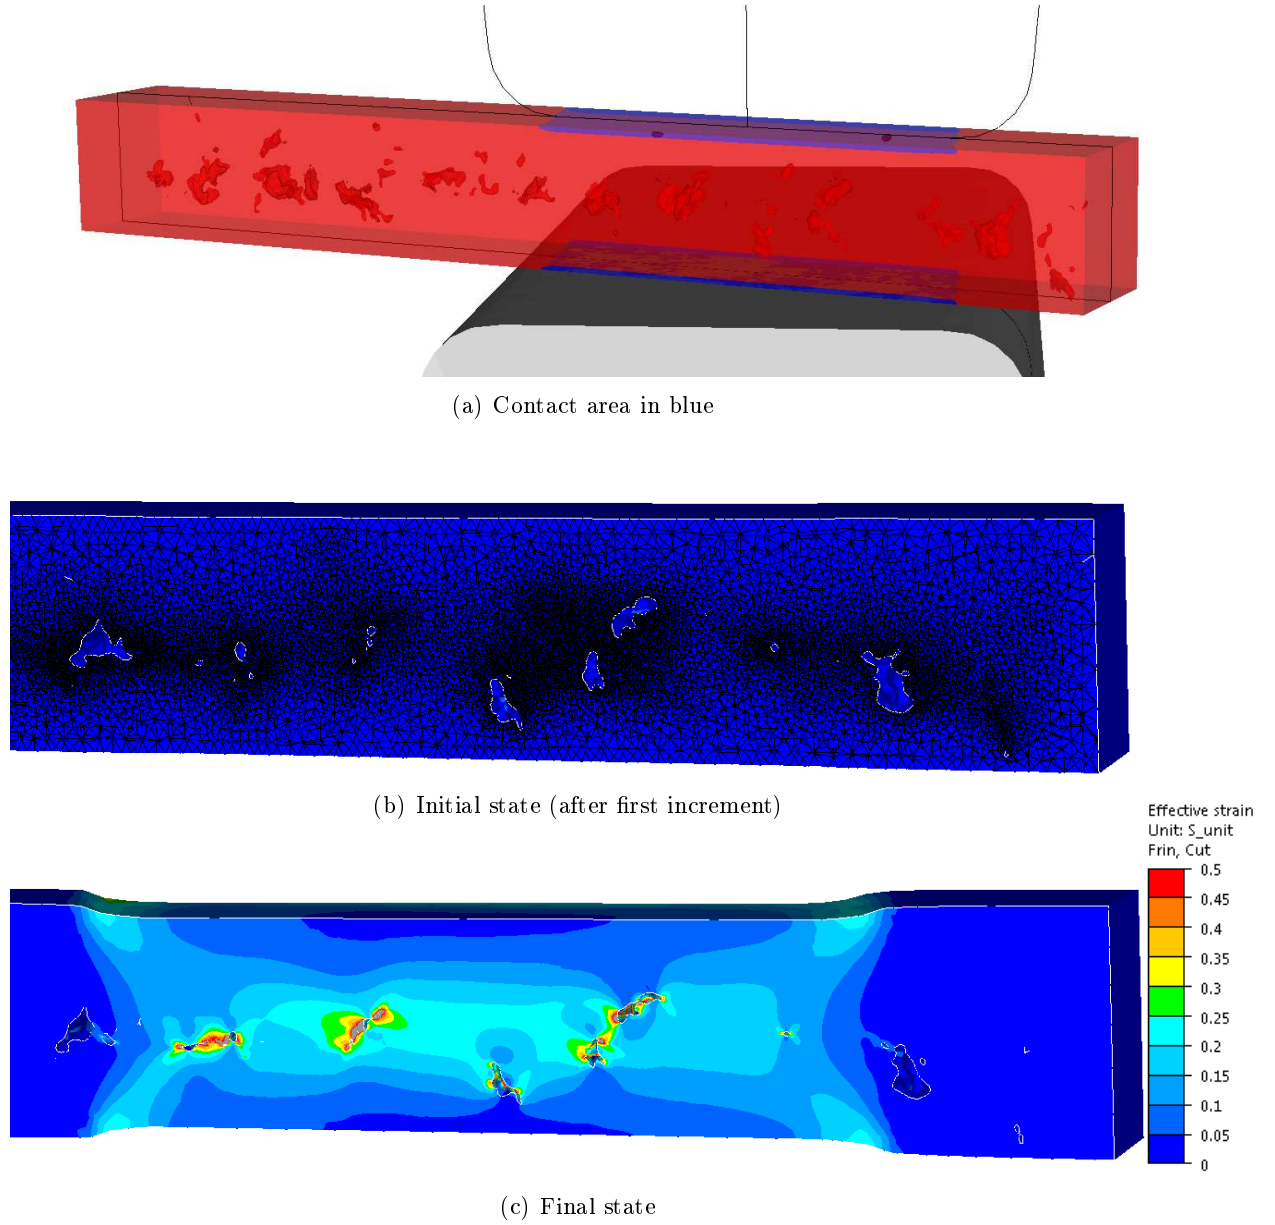 (a) Contact area in blue
(b) Initial state (after first increment)
Effective strain
Unit: S_unit
Frin, Cut
0.5
0.45
0.4
0.35
0.3
0.25
0.2
0.15
0.1
0.05
0
(c) Final state